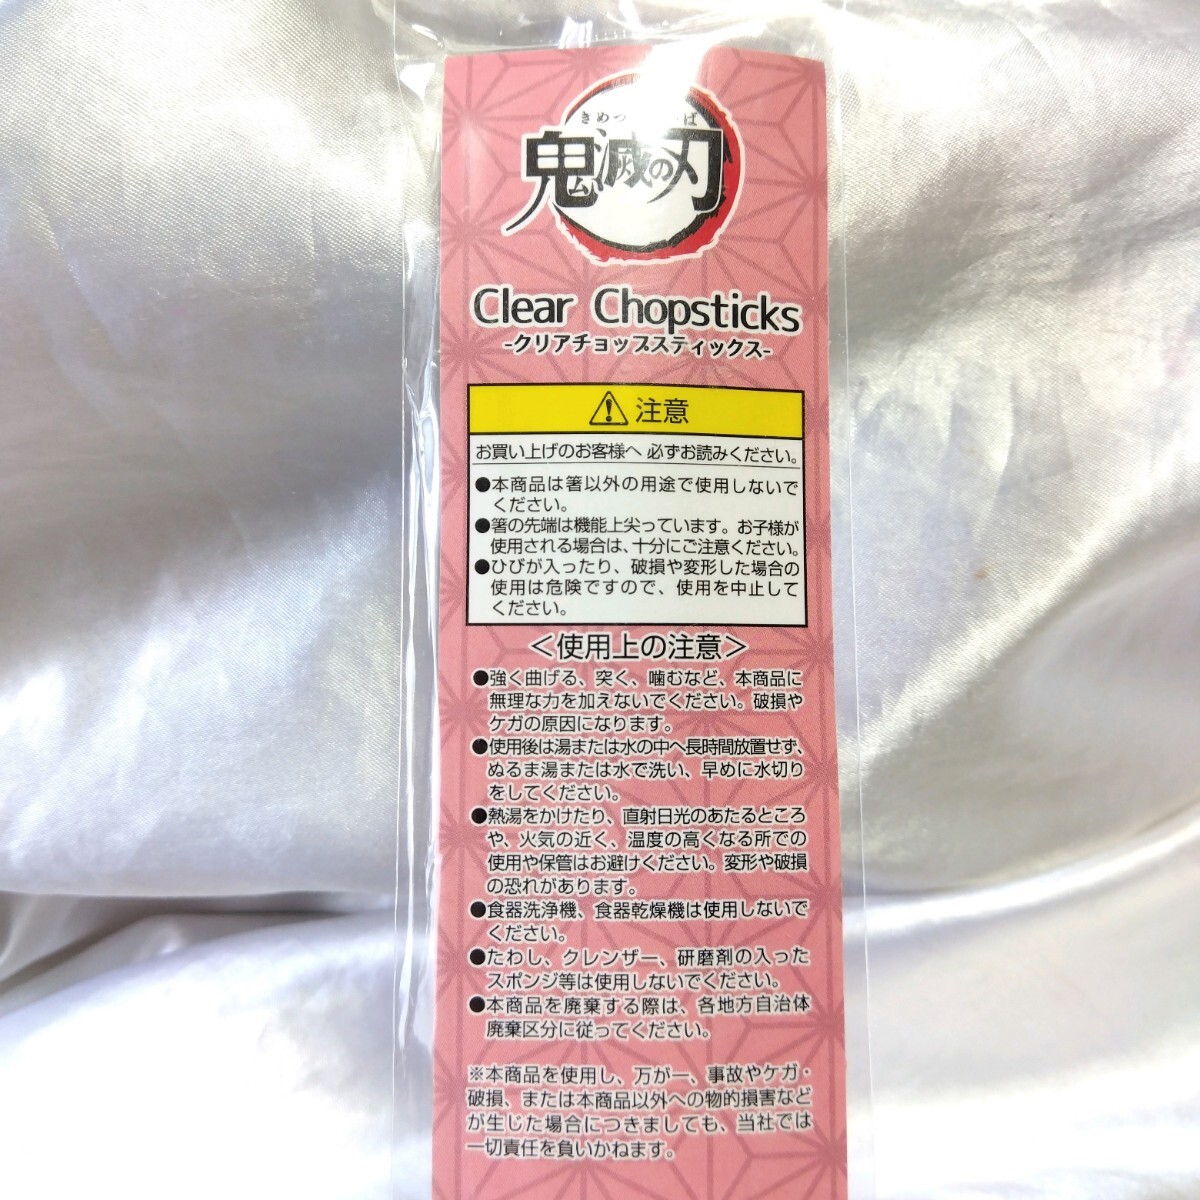 きめつ ば
鬼滅の刃
Clear Chopsticks
-クリアチョップスティックス-
注意
お買い上げのお客様へ 必ずお読みください。
●本商品は箸以外の用途で使用しないで
ください。
●箸の先端は機能上尖っています。お子様が
使用される場合は、十分にご注意ください。
●ひびが入ったり、破損や変形した場合の
使用は危険ですので、使用を中止して
ください。
＜使用上の注意＞
●強く曲げる、突く、噛むなど、本商品に
無理な力を加えないでください。破損や
ケガの原因になります。
●使用後は湯または水の中へ長時間放置せず、
ぬるま湯または水で洗い、早めに水切り
をしてください。
●熱湯をかけたり、直射日光のあたるところ
や、火気の近く、温度の高くなる所での
使用や保管はお避けください。変形や破損
の恐れがあります。
●食器洗浄機、食器乾燥機は使用しないで
ください。
●たわし、クレンザー、研磨剤の入った
スポンジ等は使用しないでください。
●本商品を廃棄する際は、各地方自治体
廃棄区分に従ってください。
※本商品を使用し、万が一、事故やケガ・
破損、または本商品以外への物的損害など
が生じた場合につきましても、当社では
一切責任を負いかねます。